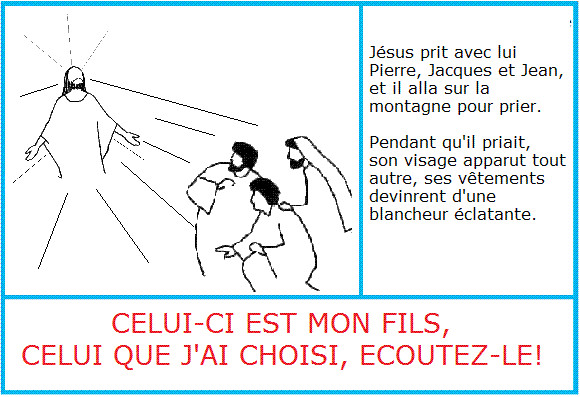 Jésus prit avec lui
Pierre, Jacques et Jean,
et il alla sur la
montagne pour prier.
Pendant qu'il priait,
son visage apparut tout
autre, ses vêtements
devinrent d'une
blancheur éclatante.
CELUI-CI EST MON FILS,
CELUI QUE J'AI CHOISI, ECOUTEZ-LE!